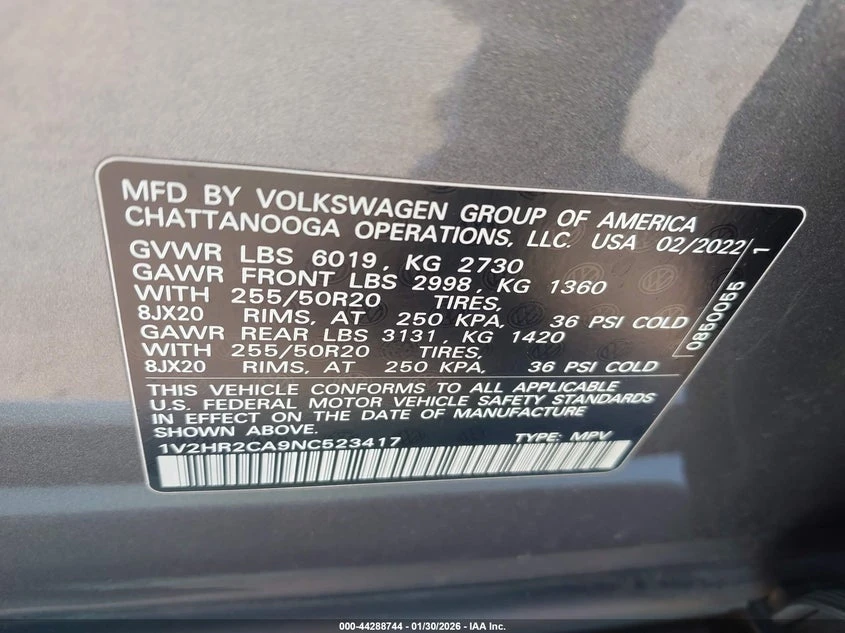 MFD BY VOLKSWAGEN GROUP OF AMERICA
CHATTANOOGA OPERATIONS, LLC. USA 02/2022
GVWR LBS 6019, KG 2730
GAWR FRONT LBS 2998, KG 1360
WITH 255/50R20 TIRES,
8JX20 RIMS, AT 250 KPA, 36 PSI COLD
GAWR REAR LBS 3131, KG 1420
WITH 255/50R20 TIRES,
8JX20 RIMS, AT 250 KPA, 36 PSI COLD
THIS VEHICLE CONFORMS TO ALL APPLICABLE
U.S. FEDERAL MOTOR VEHICLE SAFETY STANDARDS
IN EFFECT ON THE DATE OF MANUFACTURE
SHOWN ABOVE.
1V2HR2CA9NC523417 TYPE: MPV
0850055 1
000-44288744 - 01/30/2026 - IAA Inc.